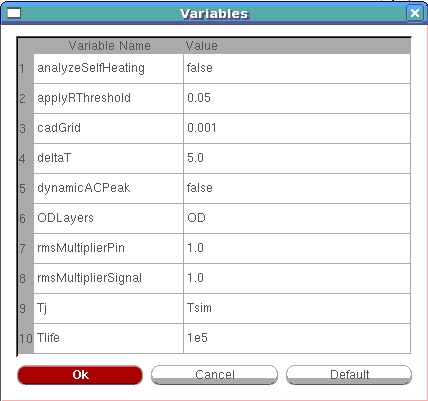 Variables
Variable Name Value
1 analyzeSelfHeating false
2 applyRThreshold 0.05
3 cadGrid 0.001
4 deltaT 5.0
5 dynamicACPeak false
6 ODLayers OD
7 rmsMultiplierPin 1.0
8 rmsMultiplierSignal 1.0
9 Tj Tsim
10 Tlife 1e5
Ok Cancel Default